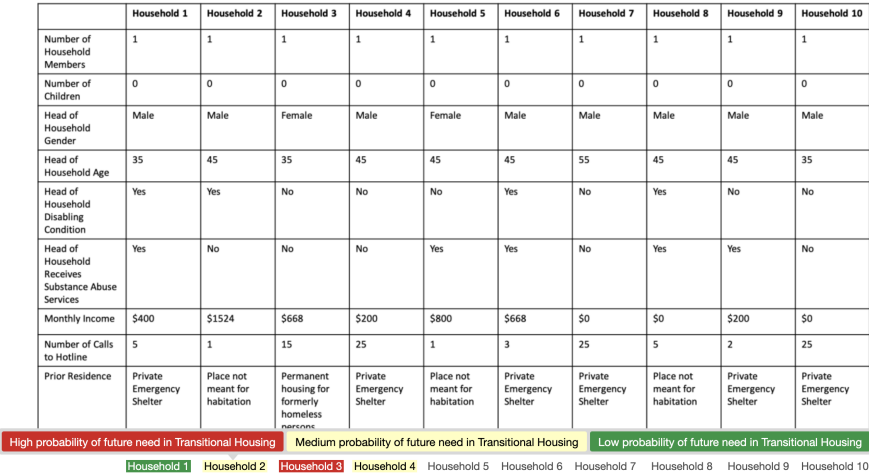 Household 1 Household 2 Household 3 Household 4 Household 5 Household 6 Household 7 Household 8 Household 9 Household 10
Number of Household Members 1 1 1 1 1 1 1 1 1 1
Number of Children 0 0 0 0 0 0 0 0 0 0
Head of Household Gender Male Male Female Male Female Male Male Male Male Male
Head of Household Age 35 45 35 45 45 45 55 45 45 35
Head of Household Disabling Condition Yes Yes No No No Yes No Yes No No
Head of Household Receives Substance Abuse Services Yes No No No Yes Yes No Yes Yes No
Monthly Income $400 $1524 $668 $200 $800 $668 $0 $0 $200 $0
Number of Calls to Hotline 5 1 15 25 1 3 25 5 2 25
Prior Residence Private Emergency Shelter Place not meant for habitation Permanent housing for formerly homeless persons Private Emergency Shelter Place not meant for habitation Private Emergency Shelter Private Emergency Shelter Place not meant for habitation Private Emergency Shelter Private Emergency Shelter
High probability of future need in Transitional Housing Medium probability of future need in Transitional Housing Low probability of future need in Transitional Housing
Household 1 Household 2 Household 3 Household 4 Household 5 Household 6 Household 7 Household 8 Household 9 Household 10